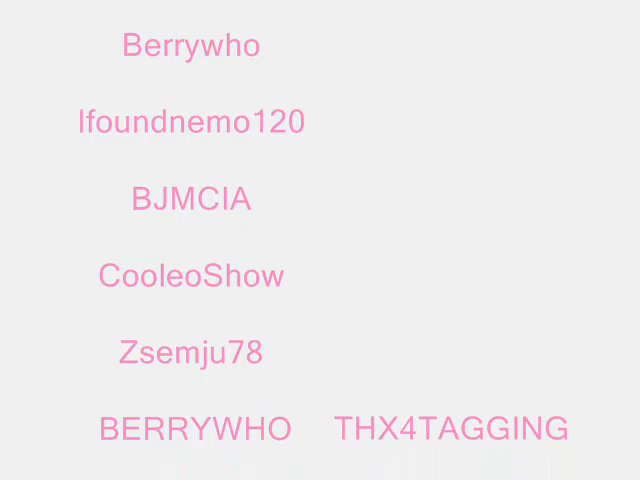 Berrywho
Ifoundnemo120
BJMCIA
CooleoShow
Zsemju78
BERRYWHO THX4TAGGING